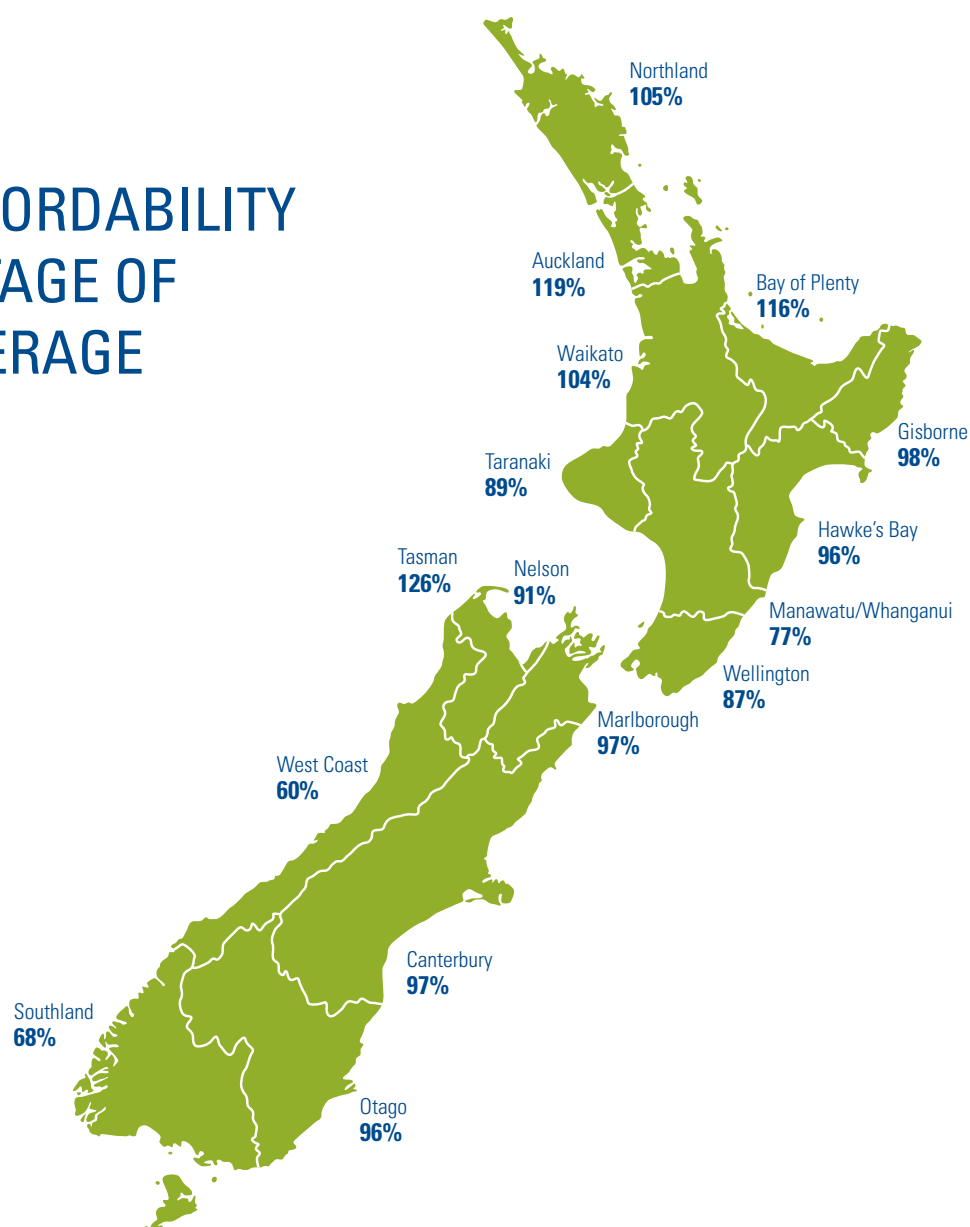 ORDABILITY
TAGE OF
ERAGE
Northland
105%
Auckland
119%
Bay of Plenty
116%
Waikato
104%
Gisborne
98%
Taranaki
89%
Hawke's Bay
96%
Tasman
126%
Nelson
91%
Manawatu/Whanganui
77%
Wellington
87%
Marlborough
97%
West Coast
60%
Canterbury
97%
Southland
68%
Otago
96%